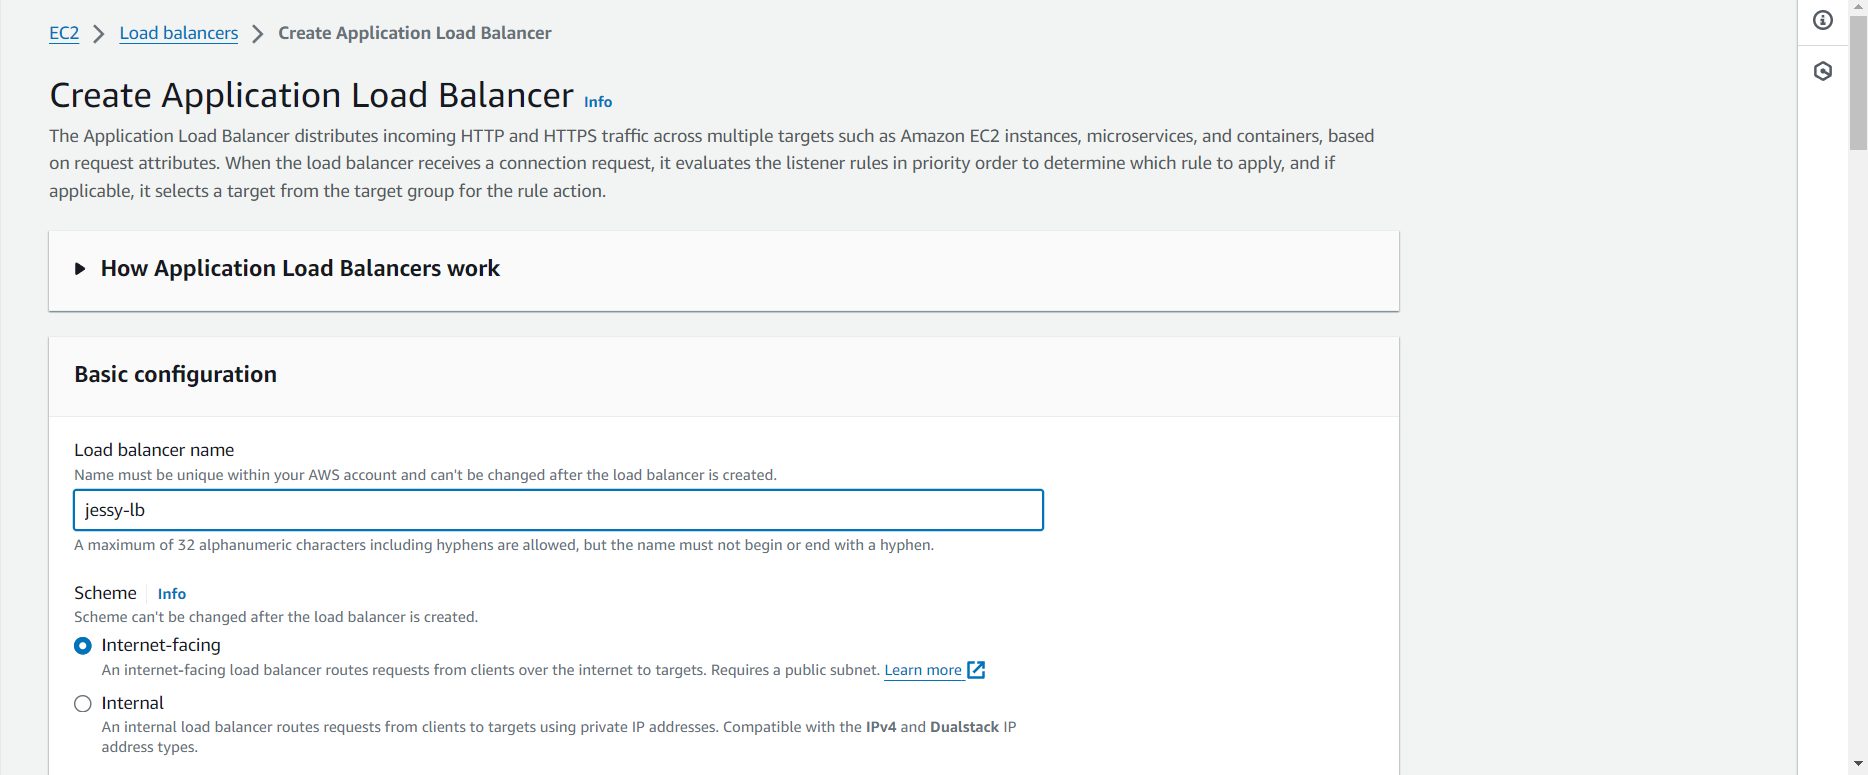 EC2 Load balancers Create Application Load Balancer
Create Application Load Balancer Info
The Application Load Balancer distributes incoming HTTP and HTTPS traffic across multiple targets such as Amazon EC2 instances, microservices, and containers, based
on request attributes. When the load balancer receives a connection request, it evaluates the listener rules in priority order to determine which rule to apply, and if
applicable, it selects a target from the target group for the rule action.
How Application Load Balancers work
Basic configuration
Load balancer name
Name must be unique within your AWS account and can't be changed after the load balancer is created.
jessy-lb
A maximum of 32 alphanumeric characters including hyphens are allowed, but the name must not begin or end with a hyphen.
Scheme Info
Scheme can't be changed after the load balancer is created.
Internet-facing
An internet-facing load balancer routes requests from clients over the internet to targets. Requires a public subnet. Learn more
Internal
An internal load balancer routes requests from clients to targets using private IP addresses. Compatible with the IPv4 and Dualstack IP
address types.